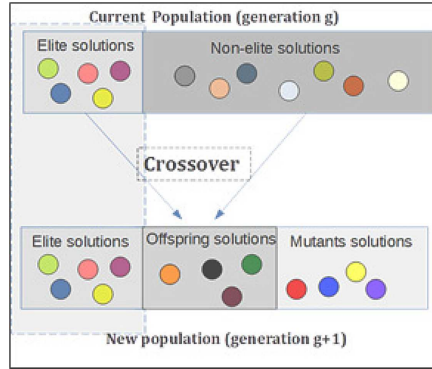 Current Population (generation g)
Elite solutions
Non-elite solutions
Crossover
Elite solutions
Offspring solutions
Mutants solutions
New population (generation g+1)